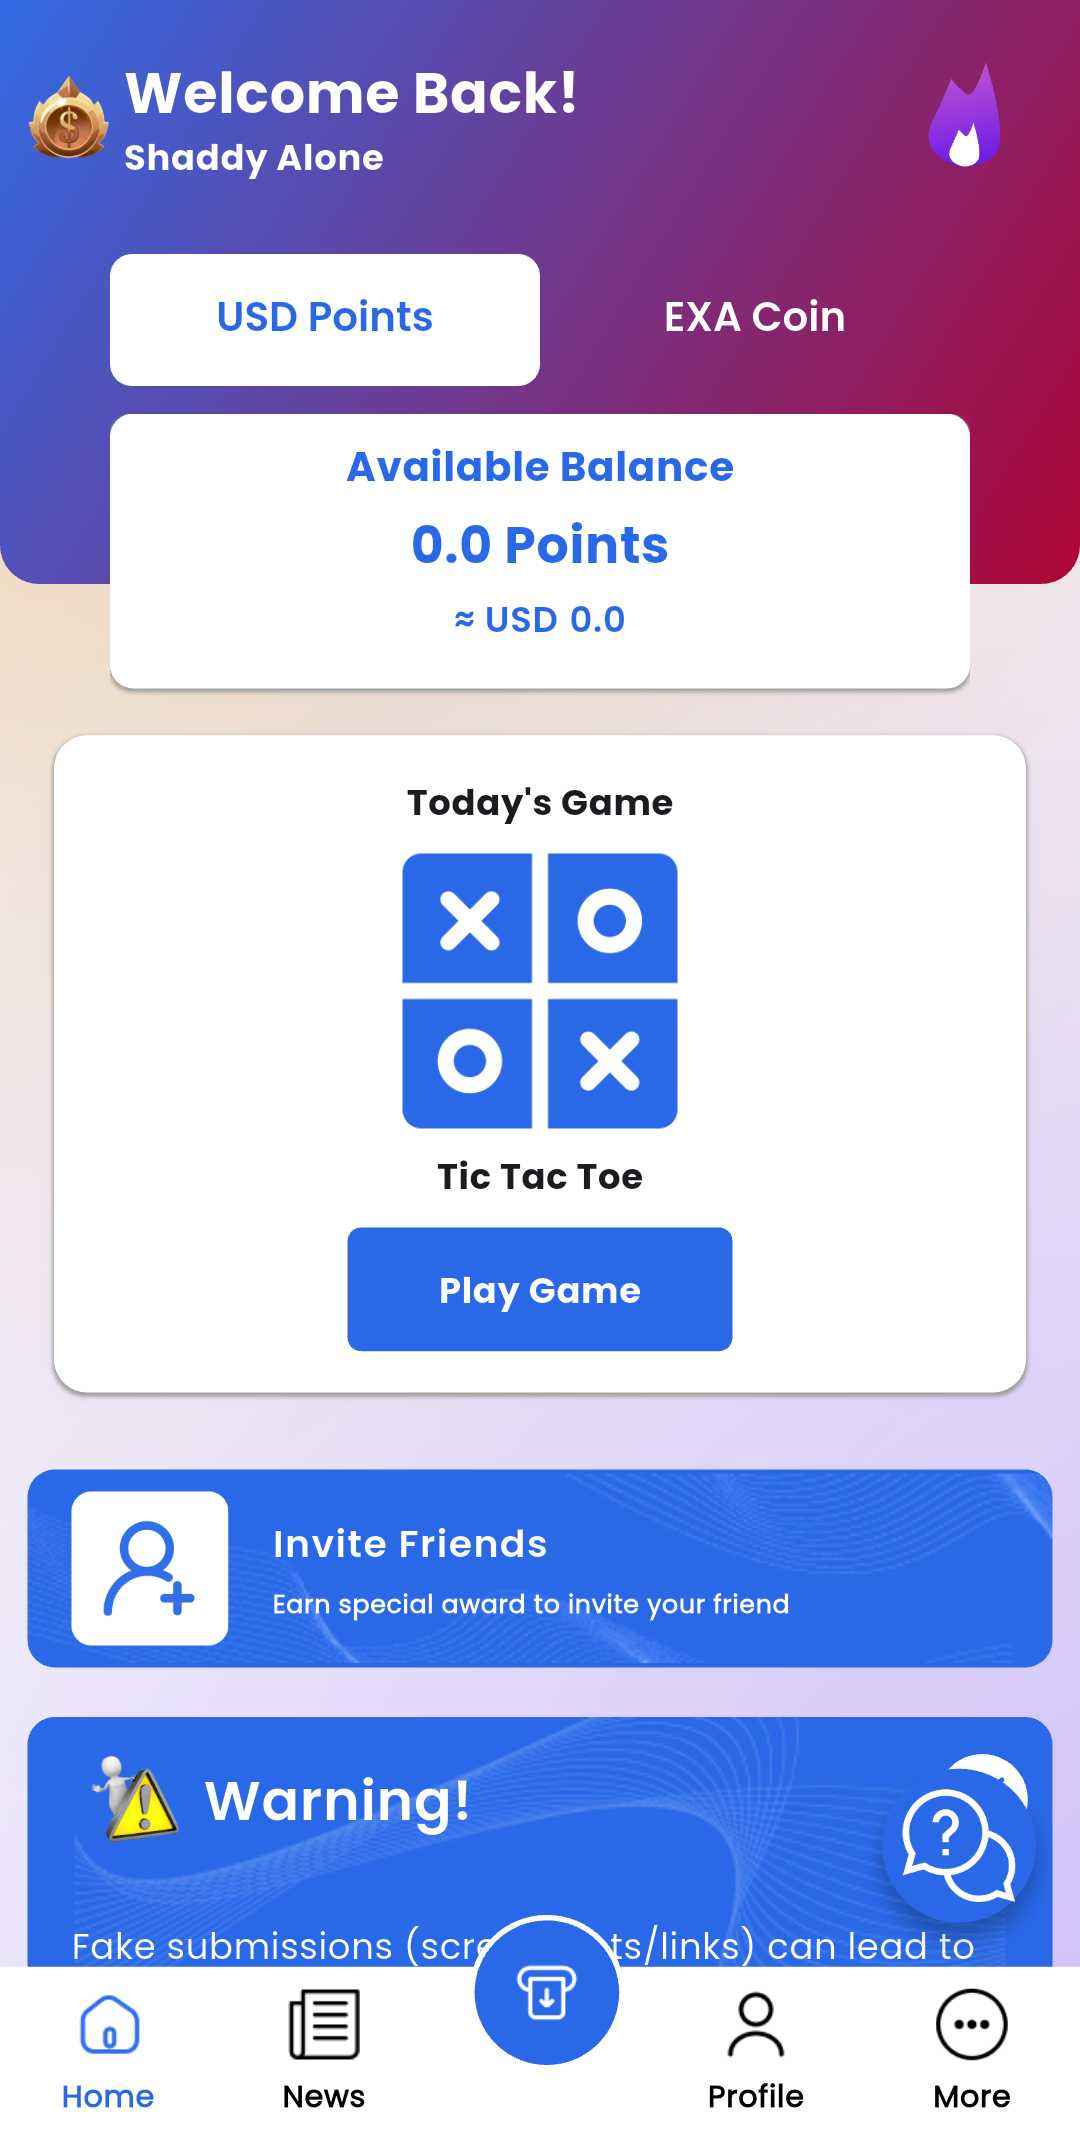 Welcome Back!
Shaddy Alone
USD Points
EXA Coin
Available Balance
0.0 Points
≈ USD 0.0
Today's Game
Tic Tac Toe
Play Game
Invite Friends
Earn special award to invite your friend
Warning!
Fake submissions ts/links) can lead to
Home
News
Profile
More